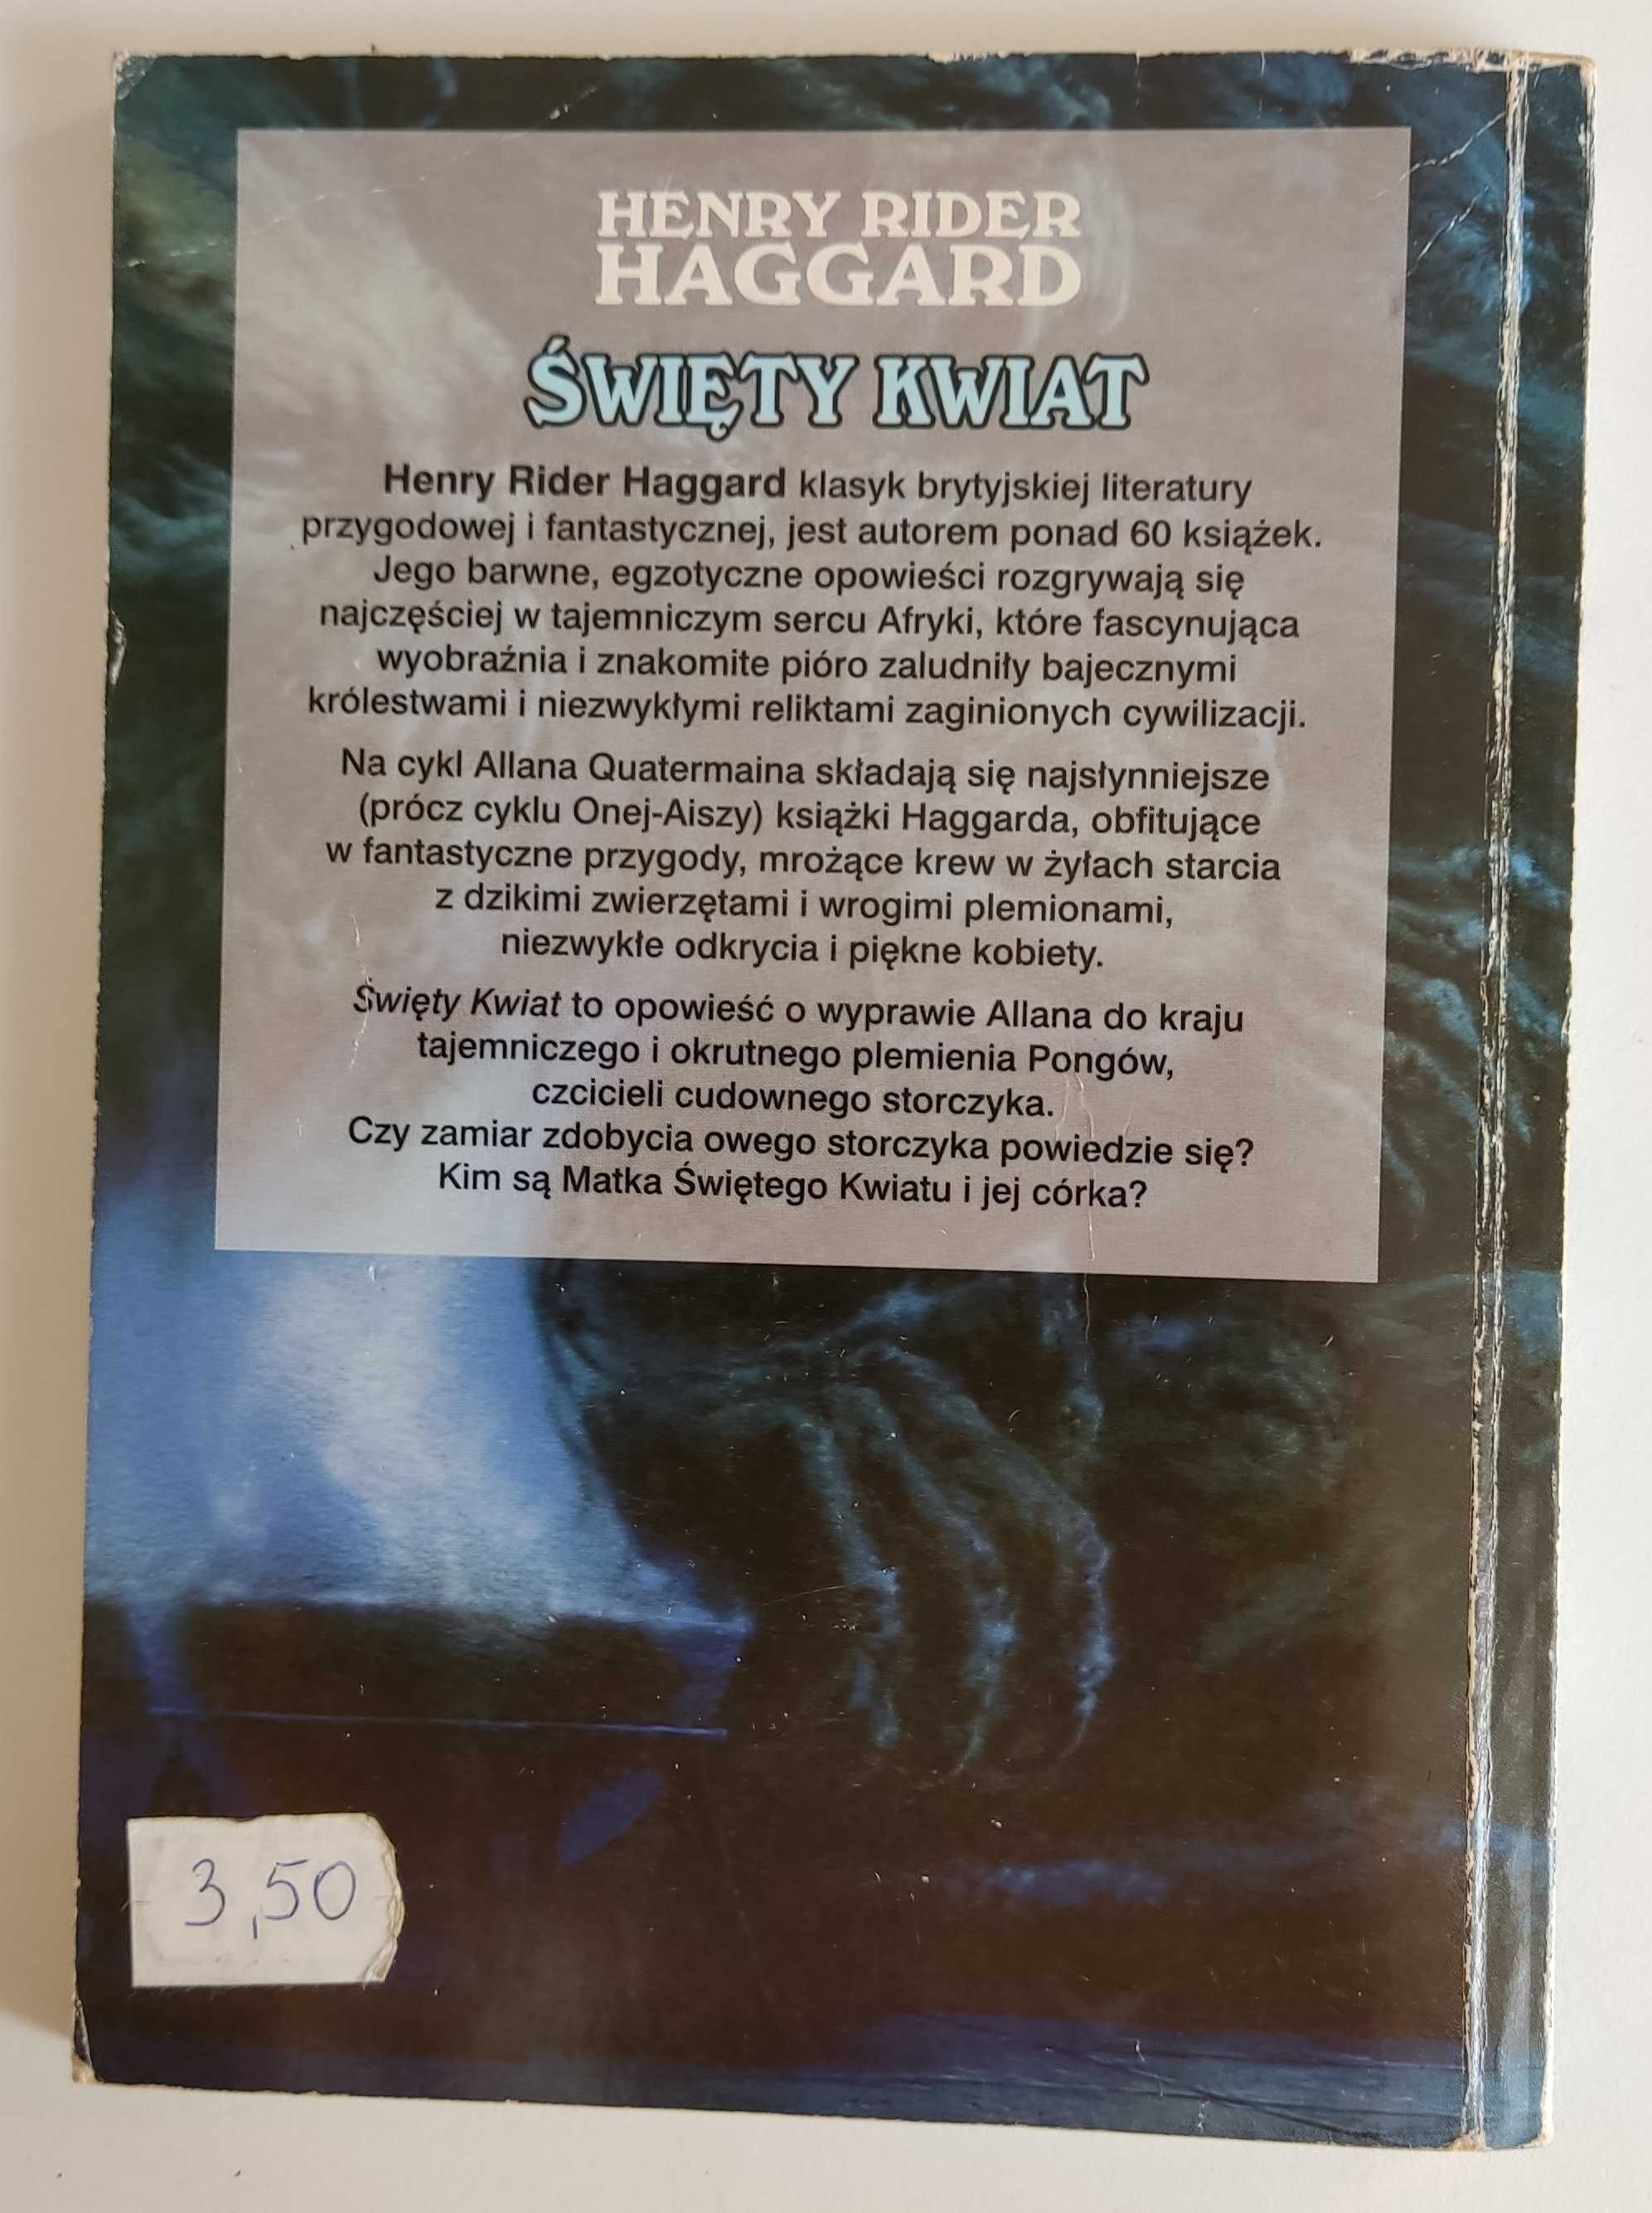 HENRY RIDER
HAGGARD
ŚWIĘTY KWIAT
Henry Rider Haggard klasyk brytyjskiej literatury
przygodowej i fantastycznej, jest autorem ponad 60 książek.
Jego barwne, egzotyczne opowieści rozgrywają się
najczęściej w tajemniczym sercu Afryki, które fascynująca
wyobraźnia i znakomite pióro zaludniły bajecznymi
królestwami i niezwykłymi reliktami zaginionych cywilizacji.
Na cykl Allana Quatermaina składają się najsłynniejsze
(prócz cyklu Onej-Aiszy) książki Haggarda, obfitujące
w fantastyczne przygody, mrożące krew w żyłach starcia
z dzikimi zwierzętami i wrogimi plemionami,
niezwykłe odkrycia i piękne kobiety.
Święty Kwiat to opowieść o wyprawie Allana do kraju
tajemniczego i okrutnego plemienia Pongów,
czcicieli cudownego storczyka.
Czy zamiar zdobycia owego storczyka powiedzie się?
Kim są Matka Świętego Kwiatu i jej córka?
3,50